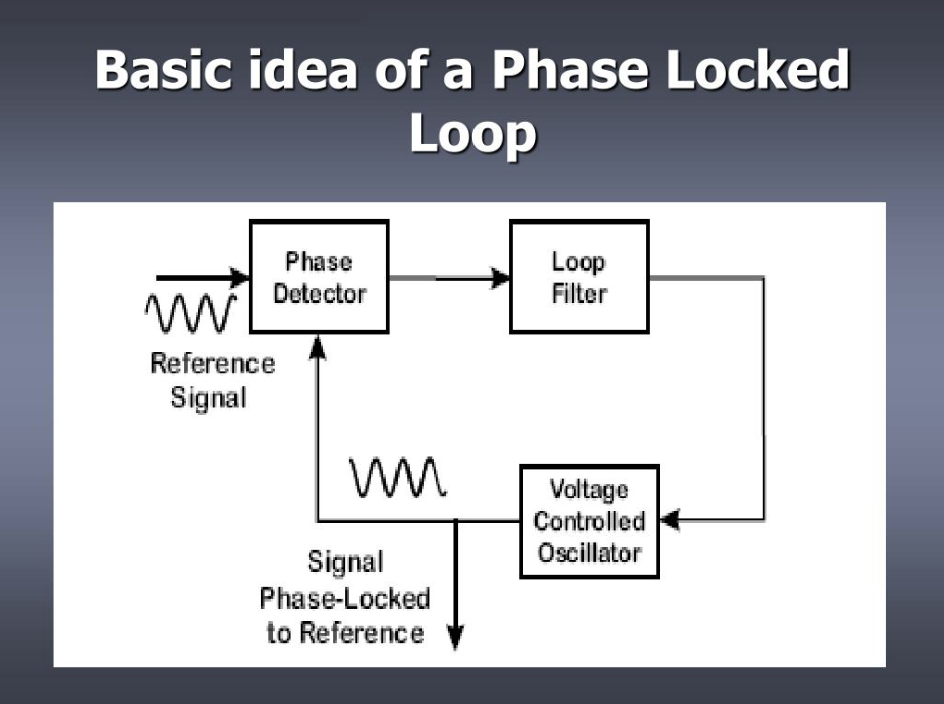 Basic idea of a Phase Locked
Loop
Phase
Detector
Loop
Filter
Reference
Signal
Voltage
Controlled
Oscillator
Signal
Phase-Locked
to Reference